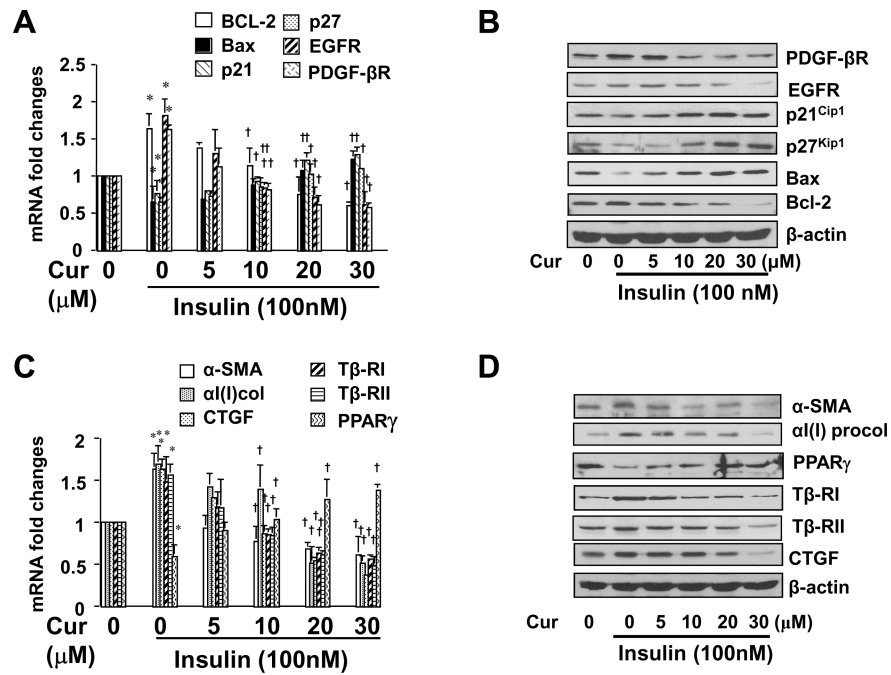 A
BCL-2 p27
Bax EGFR
p21 PDGF-βR
mRNA fold changes
2.5
2
1.5
1
0.5
0
* * * * * *
† † †† †† † †† † † † † †† † † †
Cur 0 0 5 10 20 30
(μM) Insulin (100nM)
B
PDGF-βR
EGFR
p21Cip1
p27Kip1
Bax
Bcl-2
β-actin
Cur 0 0 5 10 20 30 (μM)
Insulin (100 nM)
C
α-SMA Tβ-RI
αI(I)col Tβ-RII
CTGF PPARγ
mRNA fold changes
2
1.5
1
0.5
0
* * * * * *
† † † † † † † † † † † † † † † † †
Cur 0 0 5 10 20 30
(μM) Insulin (100nM)
D
α-SMA
αI(I) procol
PPARγ
Tβ-RI
Tβ-RII
CTGF
β-actin
Cur 0 0 5 10 20 30 (μM)
Insulin (100nM)